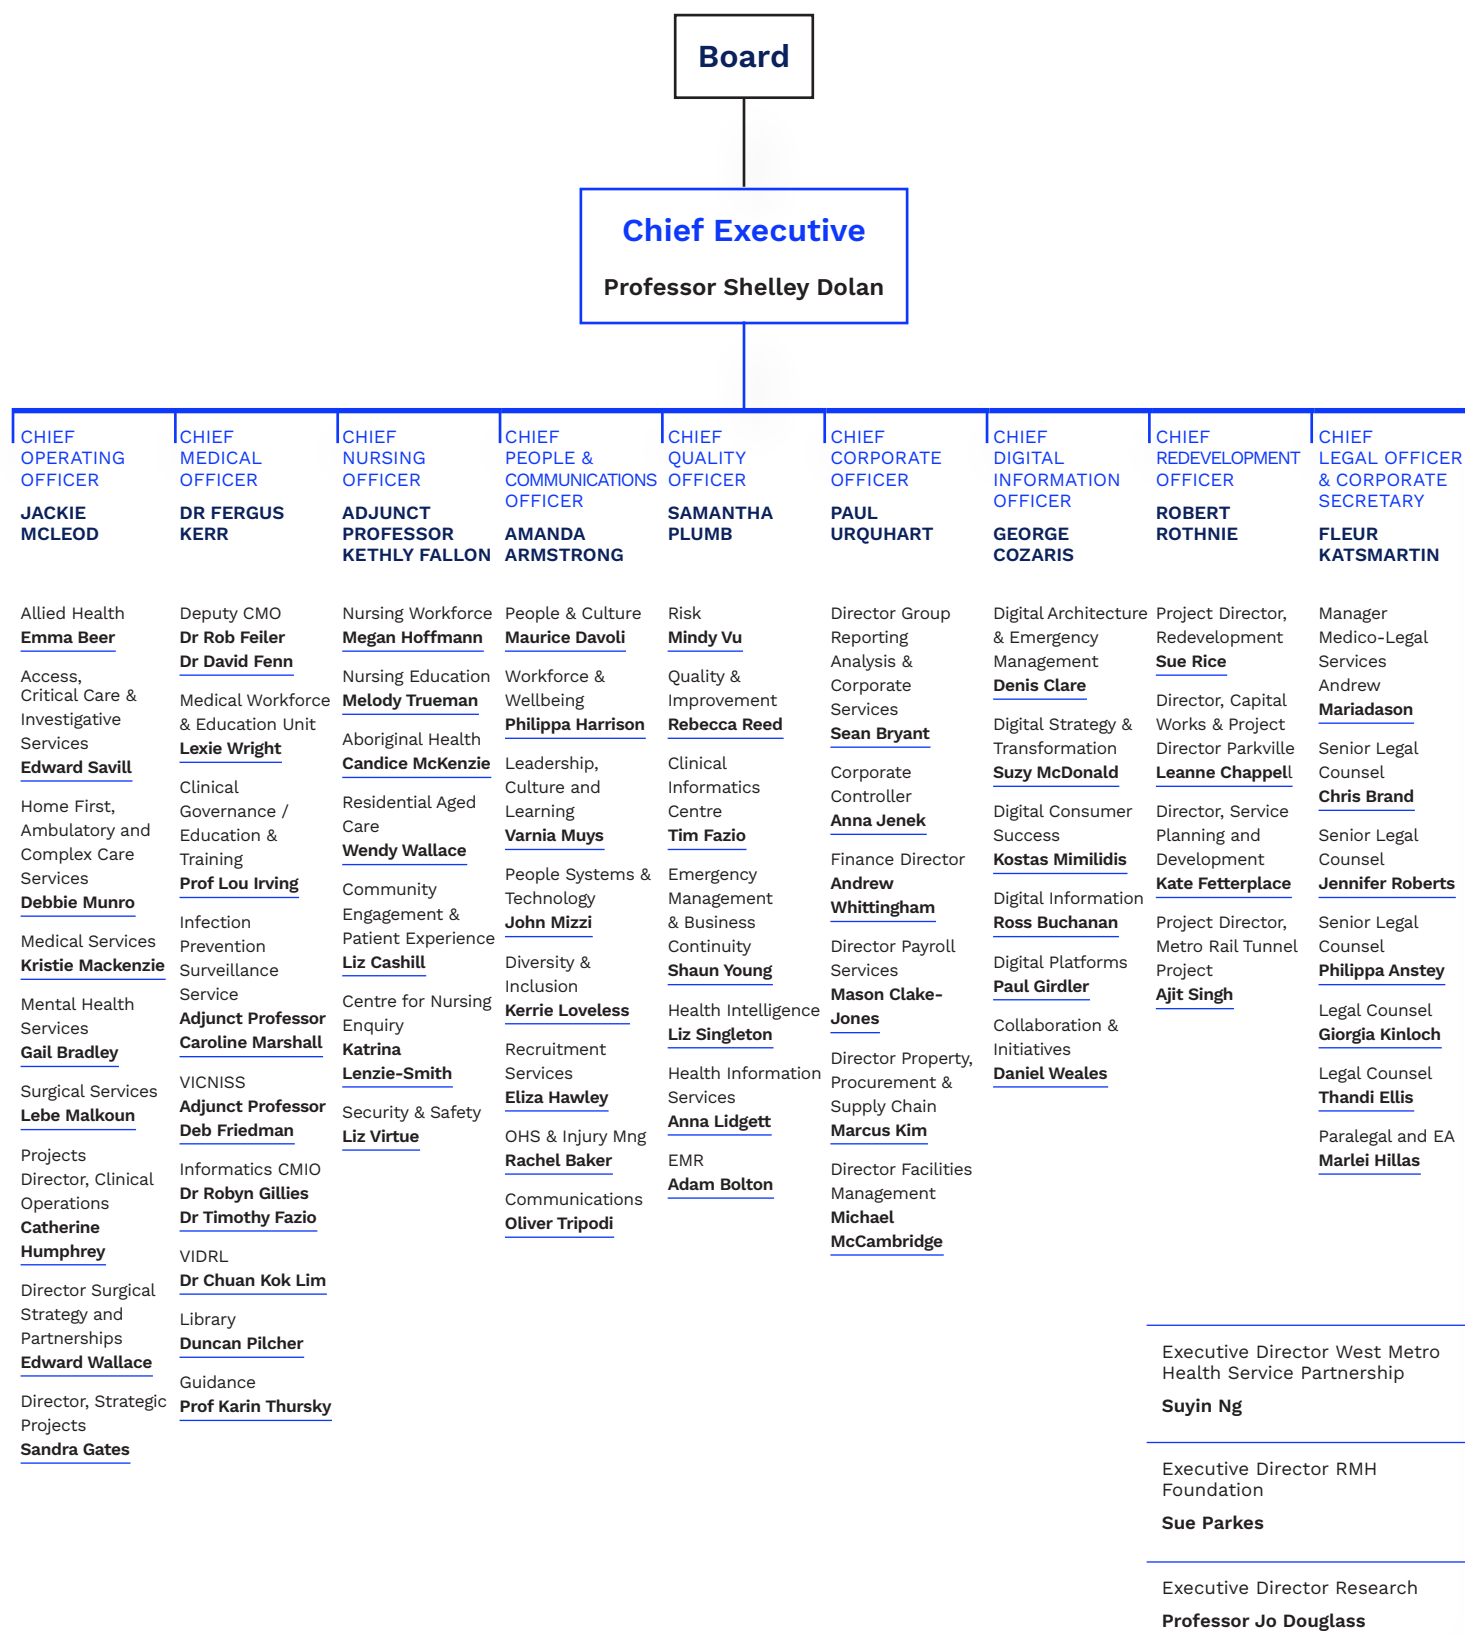 Board
Chief Executive
Professor Shelley Dolan
CHIEF
OPERATING
OFFICER
JACKIE
MCLEOD
Allied Health
Emma Beer
Access,
Critical Care &
Investigative
Services
Edward Savill
Home First,
Ambulatory and
Complex Care
Services
Debbie Munro
Medical Services
Kristie Mackenzie
Mental Health
Services
Gail Bradley
Surgical Services
Lebe Malkoun
Projects
Director, Clinical
Operations
Catherine
Humphrey
Director Surgical
Strategy and
Partnerships
Edward Wallace
Director, Strategic
Projects
Sandra Gates
CHIEF
MEDICAL
OFFICER
DR FERGUS
KERR
Deputy CMO
Dr Rob Feiler
Dr David Fenn
Medical Workforce
& Education Unit
Lexie Wright
Clinical
Governance /
Education &
Training
Prof Lou Irving
Infection
Prevention
Surveillance
Service
Adjunct Professor
Caroline Marshall
VICNISS
Adjunct Professor
Deb Friedman
Informatics CMIO
Dr Robyn Gillies
Dr Timothy Fazio
VIDRL
Dr Chuan Kok Lim
Library
Duncan Pilcher
Guidance
Prof Karin Thursky
CHIEF
NURSING
OFFICER
ADJUNCT
PROFESSOR
KETHLY FALLON
Nursing Workforce
Megan Hoffmann
Nursing Education
Melody Trueman
Aboriginal Health
Candice McKenzie
Residential Aged
Care
Wendy Wallace
Community
Engagement &
Patient Experience
Liz Cashill
Centre for Nursing
Enquiry
Katrina
Lenzie-Smith
Security & Safety
Liz Virtue
CHIEF
PEOPLE &
COMMUNICATIONS
OFFICER
AMANDA
ARMSTRONG
People & Culture
Maurice Davoli
Workforce &
Wellbeing
Philippa Harrison
Leadership,
Culture and
Learning
Varnia Muys
People Systems &
Technology
John Mizzi
Diversity &
Inclusion
Kerrie Loveless
Recruitment
Services
Eliza Hawley
OHS & Injury Mng
Rachel Baker
Communications
Oliver Tripodi
CHIEF
QUALITY
OFFICER
SAMANTHA
PLUMB
Risk
Mindy Vu
Quality &
Improvement
Rebecca Reed
Clinical
Informatics
Centre
Tim Fazio
Emergency
Management
& Business
Continuity
Shaun Young
Health Intelligence
Liz Singleton
Health Information
Services
Anna Lidgett
EMR
Adam Bolton
CHIEF
CORPORATE
OFFICER
PAUL
URQUHART
Director Group
Reporting
Analysis &
Corporate
Services
Sean Bryant
Corporate
Controller
Anna Jenek
Finance Director
Andrew
Whittingham
Director Payroll
Services
Mason Clake-
Jones
Director Property,
Procurement &
Supply Chain
Marcus Kim
Director Facilities
Management
Michael
McCambridge
CHIEF
DIGITAL
INFORMATION
OFFICER
GEORGE
COZARIS
Digital Architecture
& Emergency
Management
Denis Clare
Digital Strategy &
Transformation
Suzy McDonald
Digital Consumer
Success
Kostas Mimilidis
Digital Information
Ross Buchanan
Digital Platforms
Paul Girdler
Collaboration &
Initiatives
Daniel Weales
CHIEF
REDEVELOPMENT
OFFICER
ROBERT
ROTHNIE
Project Director,
Redevelopment
Sue Rice
Director, Capital
Works & Project
Director Parkville
Leanne Chappell
Director, Service
Planning and
Development
Kate Fetterplace
Project Director,
Metro Rail Tunnel
Project
Ajit Singh
CHIEF
LEGAL OFFICER
& CORPORATE
SECRETARY
FLEUR
KATSMARTIN
Manager
Medico-Legal
Services
Andrew
Mariadason
Senior Legal
Counsel
Chris Brand
Senior Legal
Counsel
Jennifer Roberts
Senior Legal
Counsel
Philippa Anstey
Legal Counsel
Giorgia Kinloch
Legal Counsel
Thandi Ellis
Paralegal and EA
Marlei Hillas
Executive Director West Metro
Health Service Partnership
Suyin Ng
Executive Director RMH
Foundation
Sue Parkes
Executive Director Research
Professor Jo Douglass